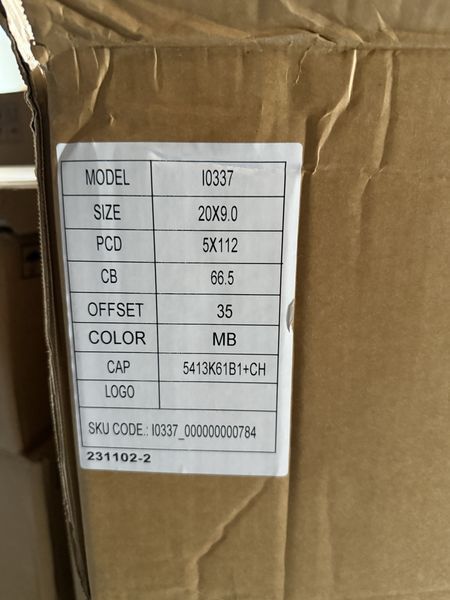 MODEL I0337
SIZE 20X9.0
PCD 5X112
CB 66.5
OFFSET 35
COLOR MB
CAP 5413K61B1+CH
LOGO
SKU CODE.: I0337_000000000784
231102-2